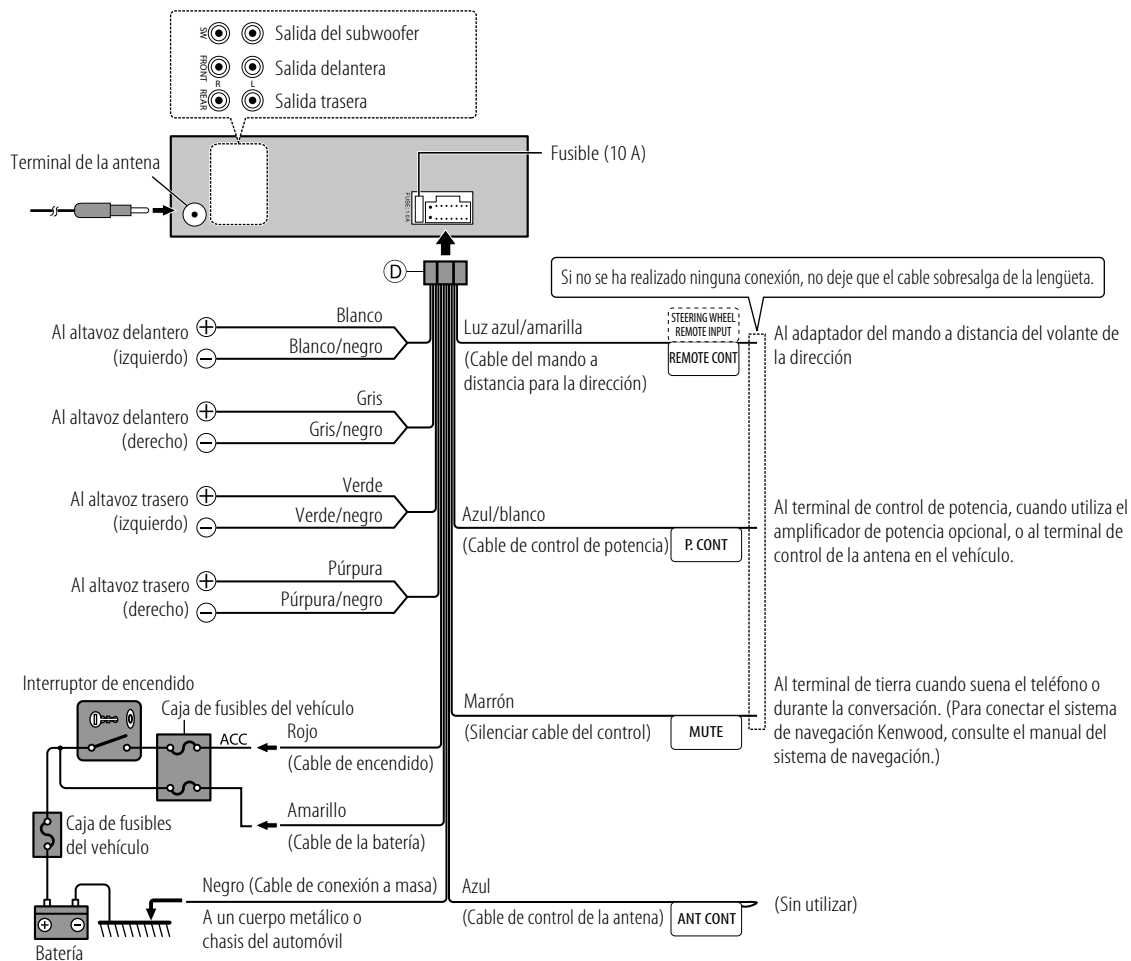 SW
Salida del subwoofer
FRONT
Salida delantera
R L
REAR
Salida trasera
Terminal de la antena
Fusible (10 A)
FUSE 10A
D
Si no se ha realizado ninguna conexión, no deje que el cable sobresalga de la lengüeta.
Al altavoz delantero
(izquierdo)
+
Blanco
−
Blanco/negro
Luz azul/amarilla
(Cable del mando a
distancia para la dirección)
STEERING WHEEL
REMOTE INPUT
REMOTE CONT
Al adaptador del mando a distancia del volante de
la dirección
Al altavoz delantero
(derecho)
+
Gris
−
Gris/negro
Al altavoz trasero
(izquierdo)
+
Verde
−
Verde/negro
Azul/blanco
(Cable de control de potencia)
P. CONT
Al terminal de control de potencia, cuando utiliza el
amplificador de potencia opcional, o al terminal de
control de la antena en el vehículo.
Al altavoz trasero
(derecho)
+
Púrpura
−
Púrpura/negro
Interruptor de encendido
Caja de fusibles del vehículo
ACC
Rojo
(Cable de encendido)
Marrón
(Silenciar cable del control)
MUTE
Al terminal de tierra cuando suena el teléfono o
durante la conversación. (Para conectar el sistema
de navegación Kenwood, consulte el manual del
sistema de navegación.)
Amarillo
(Cable de la batería)
Caja de fusibles
del vehículo
Negro (Cable de conexión a masa)
A un cuerpo metálico o
chasis del automóvil
+ −
Batería
Azul
(Cable de control de la antena)
ANT CONT
(Sin utilizar)